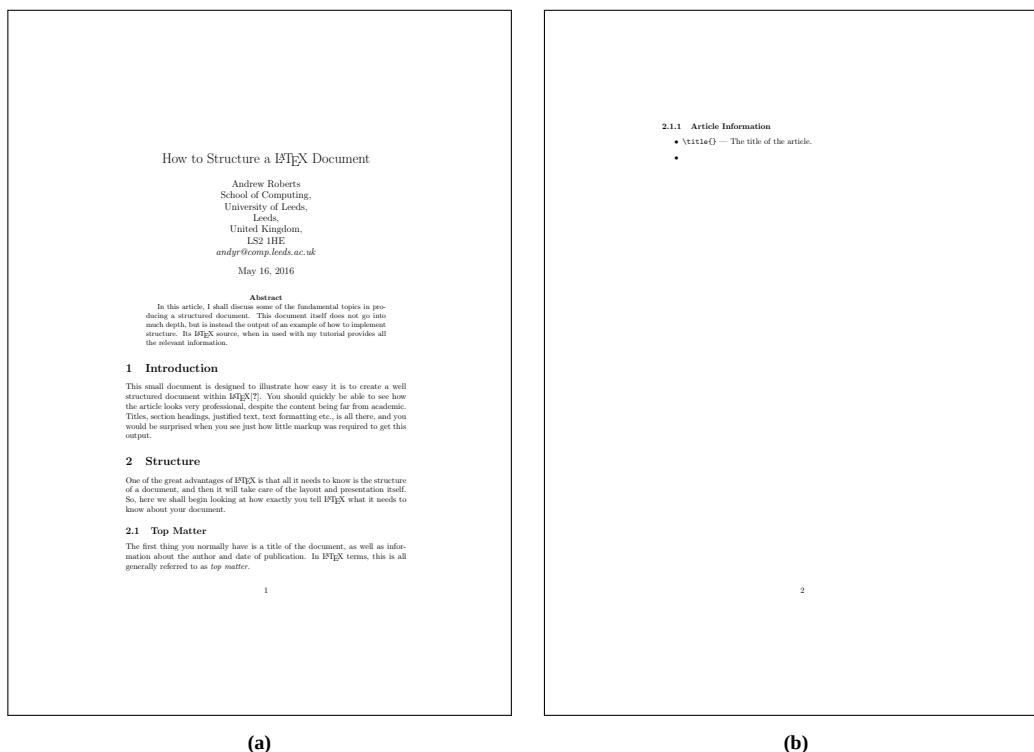 How to Structure a LATEX Document
Andrew Roberts
School of Computing,
University of Leeds,
Leeds,
United Kingdom,
LS2 1HE
andyr@comp.leeds.ac.uk
May 16, 2016
Abstract
In this article, I shall discuss some of the fundamental topics in pro-
ducing a structured document. This document itself does not go into
much depth, but is instead the output of an example of how to implement
structure. Its LATEX source, when in used with my tutorial provides all
the relevant information.
1 Introduction
This small document is designed to illustrate how easy it is to create a well
structured document within LATEX[?]. You should quickly be able to see how
the article looks very professional, despite the content being far from academic.
Titles, section headings, justified text, text formatting etc., is all there, and you
would be surprised when you see just how little markup was required to get this
output.
2 Structure
One of the great advantages of LATEX is that all it needs to know is the structure
of a document, and then it will take care of the layout and presentation itself.
So, here we shall begin looking at how exactly you tell LATEX what it needs to
know about your document.
2.1 Top Matter
The first thing you normally have is a title of the document, as well as infor-
mation about the author and date of publication. In LATEX terms, this is all
generally referred to as top matter.
1
(a)
2.1.1 Article Information
• \title{} — The title of the article.
•
2
(b)